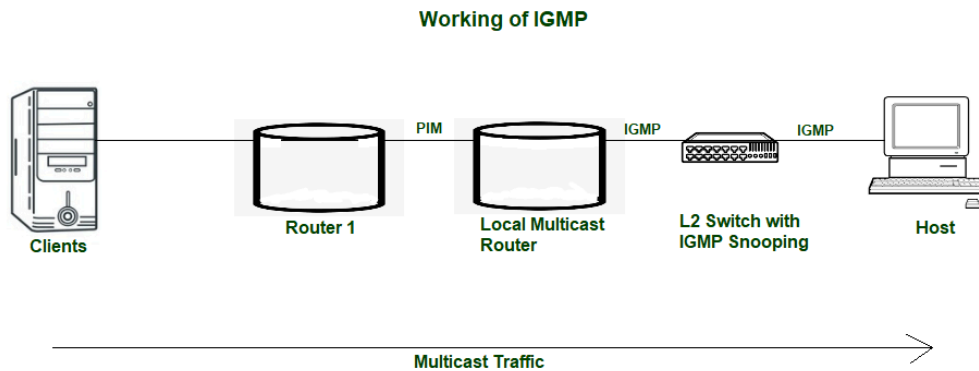 Working of IGMP
PIM
IGMP
IGMP
Clients
Router 1
Local Multicast
Router
L2 Switch with
IGMP Snooping
Host
Multicast Traffic